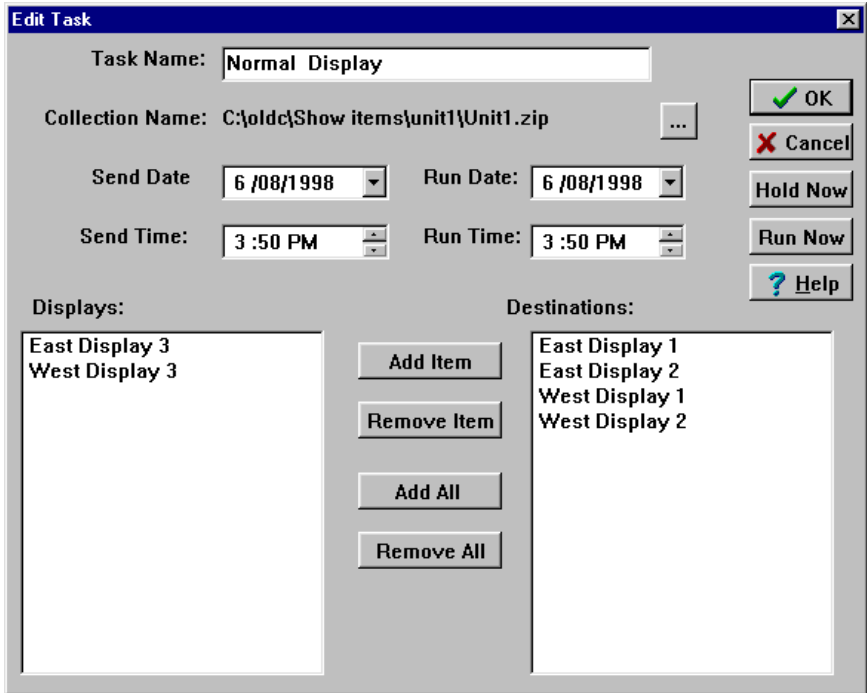 Edit Task
Task Name: Normal Display
OK
Collection Name: C:\oldc\Show items\unit1\Unit1.zip ...
Cancel
Send Date 6 /08/1998 Run Date: 6 /08/1998
Hold Now
Send Time: 3 :50 PM Run Time: 3 :50 PM
Run Now
? Help
Displays:
East Display 3
West Display 3
Add Item
Remove Item
Add All
Remove All
Destinations:
East Display 1
East Display 2
West Display 1
West Display 2